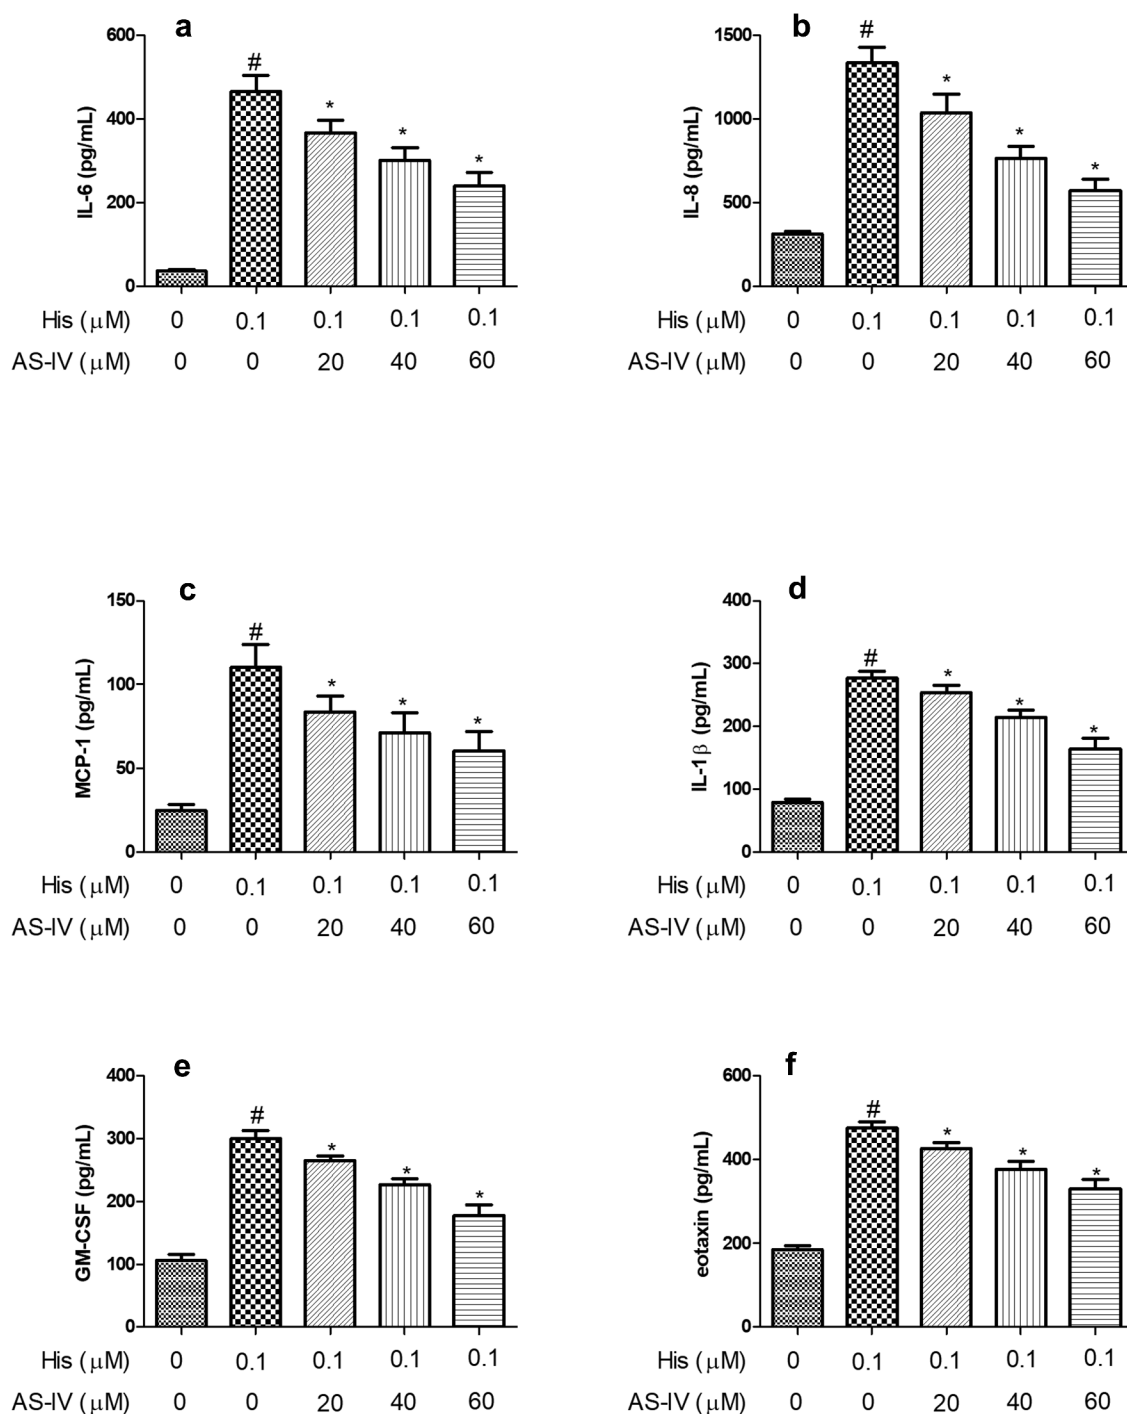 a
b
600
400
200
0
IL-6 (pg/mL)
#
*
*
*
His (μM) 0 0.1 0.1 0.1 0.1
AS-IV (μM) 0 0 20 40 60
1500
1000
500
0
IL-8 (pg/mL)
#
*
*
*
His (μM) 0 0.1 0.1 0.1 0.1
AS-IV (μM) 0 0 20 40 60
c
150
100
50
0
MCP-1 (pg/mL)
#
*
*
*
His (μM) 0 0.1 0.1 0.1 0.1
AS-IV (μM) 0 0 20 40 60
d
400
300
200
100
0
IL-1β (pg/mL)
#
*
*
*
His (μM) 0 0.1 0.1 0.1 0.1
AS-IV (μM) 0 0 20 40 60
e
400
300
200
100
0
GM-CSF (pg/mL)
#
*
*
*
His (μM) 0 0.1 0.1 0.1 0.1
AS-IV (μM) 0 0 20 40 60
f
600
400
200
0
eotaxin (pg/mL)
#
*
*
*
His (μM) 0 0.1 0.1 0.1 0.1
AS-IV (μM) 0 0 20 40 60